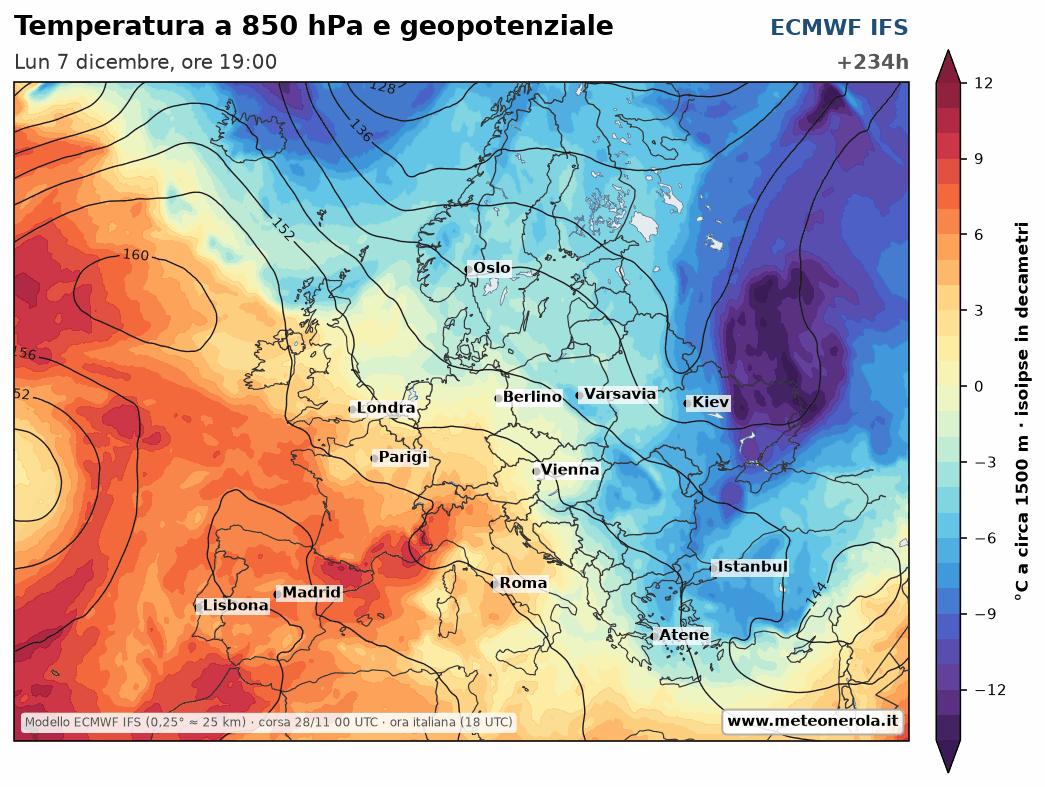 Temperatura a 850 hPa e geopotenziale
ECMWF IFS
Lun 7 dicembre, ore 19:00
+234h
128
136
152
160
156
52
144
Oslo
Londra
Berlino
Varsavia
Kiev
Parigi
Vienna
Madrid
Lisbona
Roma
Istanbul
Atene
Modello ECMWF IFS (0,25° ≈ 25 km) · corsa 28/11 00 UTC · ora italiana (18 UTC)
www.meteonerola.it
12
9
6
3
0
−3
−6
−9
−12
°C a circa 1500 m · isoipse in decametri